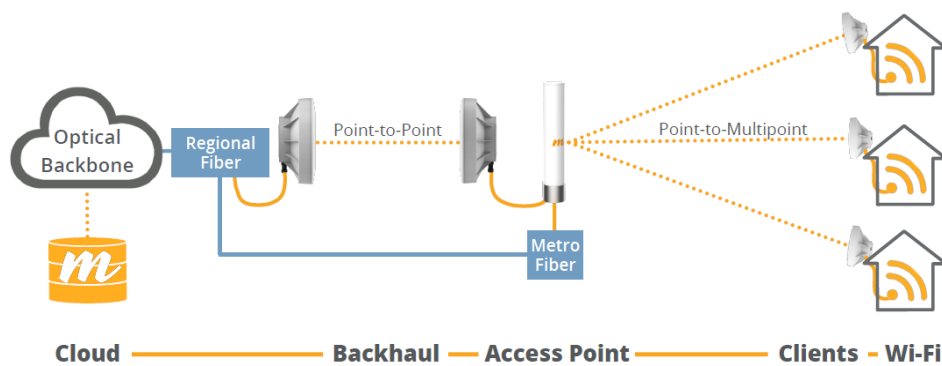 Optical
Backbone
Regional
Fiber
Point-to-Point
Point-to-Multipoint
m
m
Metro
Fiber
Cloud Backhaul Access Point Clients Wi-Fi